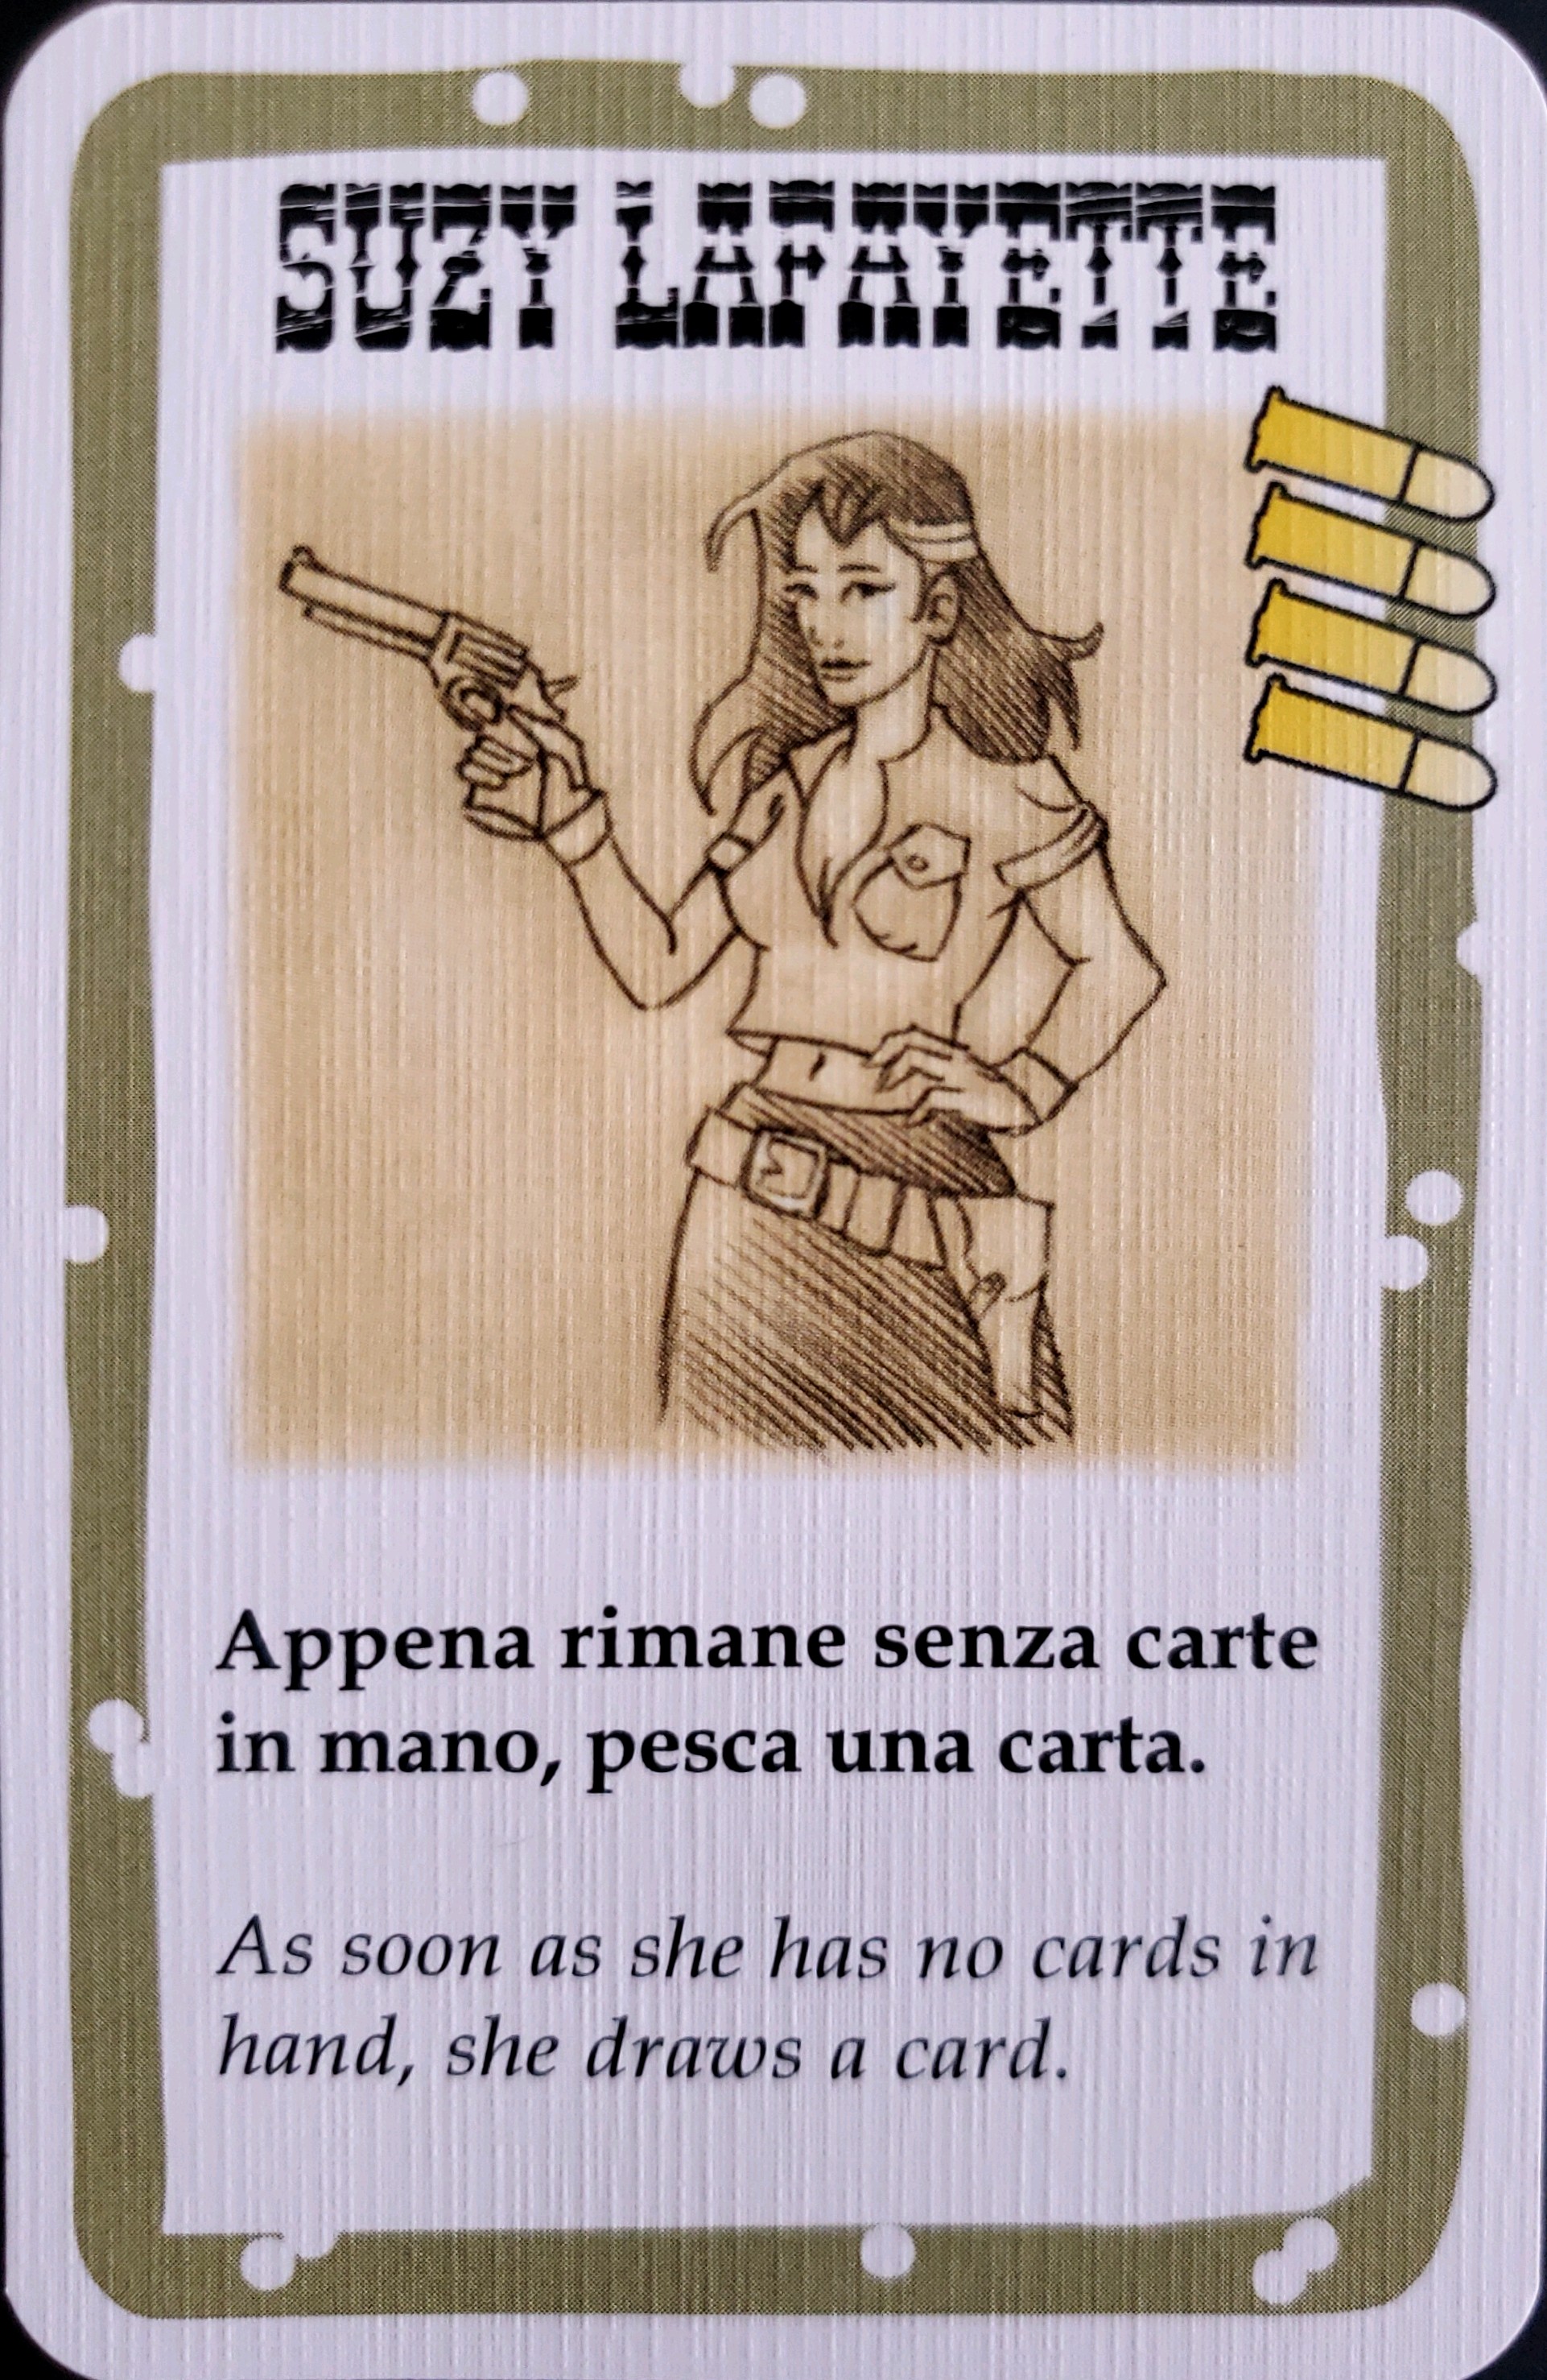 SUZY LAFAYETTE
Appena rimane senza carte
in mano, pesca una carta.
As soon as she has no cards in
hand, she draws a card.